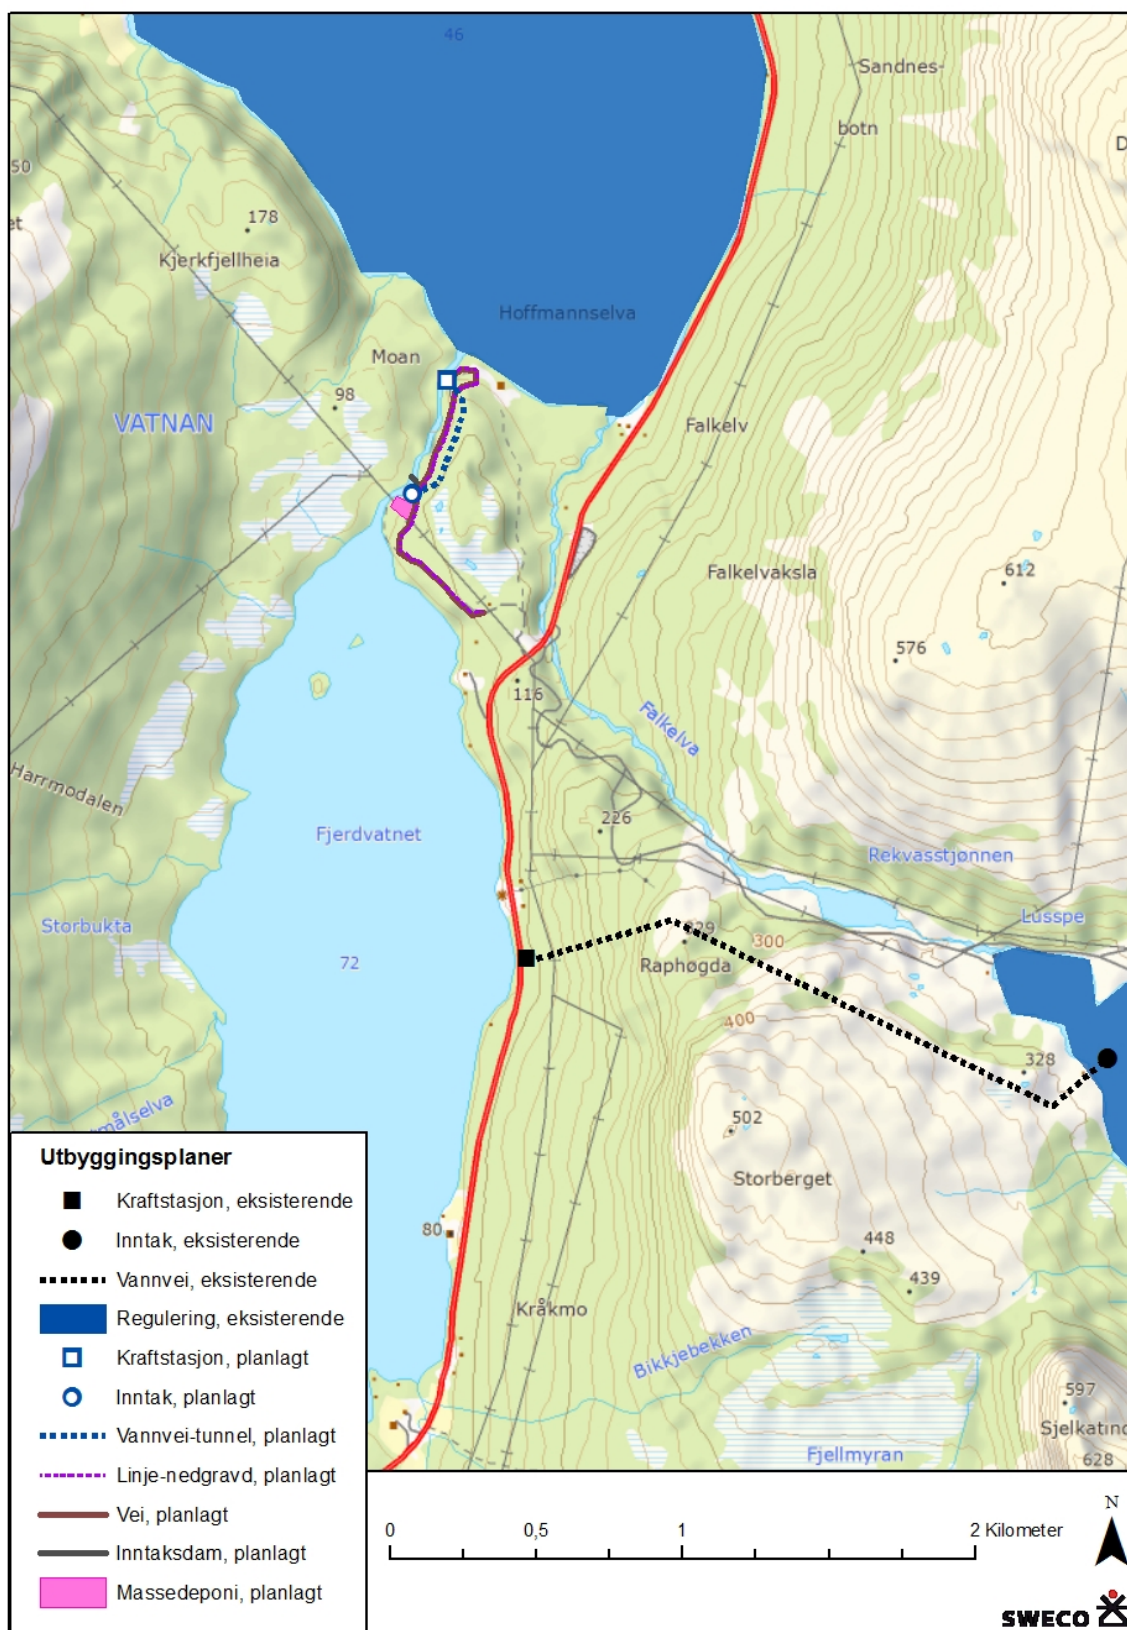 46
Sandnes-
botn
D
50
178
et
Kjerkfjellheia
Hoffmannselva
Moan
98
VATNAN
Falkelv
Falkelvaksla
612
576
116
Falkelva
Harrmodalen
226
Fjerdvatnet
Rekvasstjønnen
Storbukta
Lusspe
329
300
72
Raphøgda
400
328
målselva
502
Storberget
80
448
439
Kråkmo
Bikkjebekken
597
Sjelkatind
Fjellmyran
628
Utbyggingsplaner
Kraftstasjon, eksisterende
Inntak, eksisterende
Vannvei, eksisterende
Regulering, eksisterende
Kraftstasjon, planlagt
Inntak, planlagt
Vannvei-tunnel, planlagt
Linje-nedgravd, planlagt
Vei, planlagt
Inntaksdam, planlagt
Massedeponi, planlagt
0 0,5 1 2 Kilometer
N
SWECO